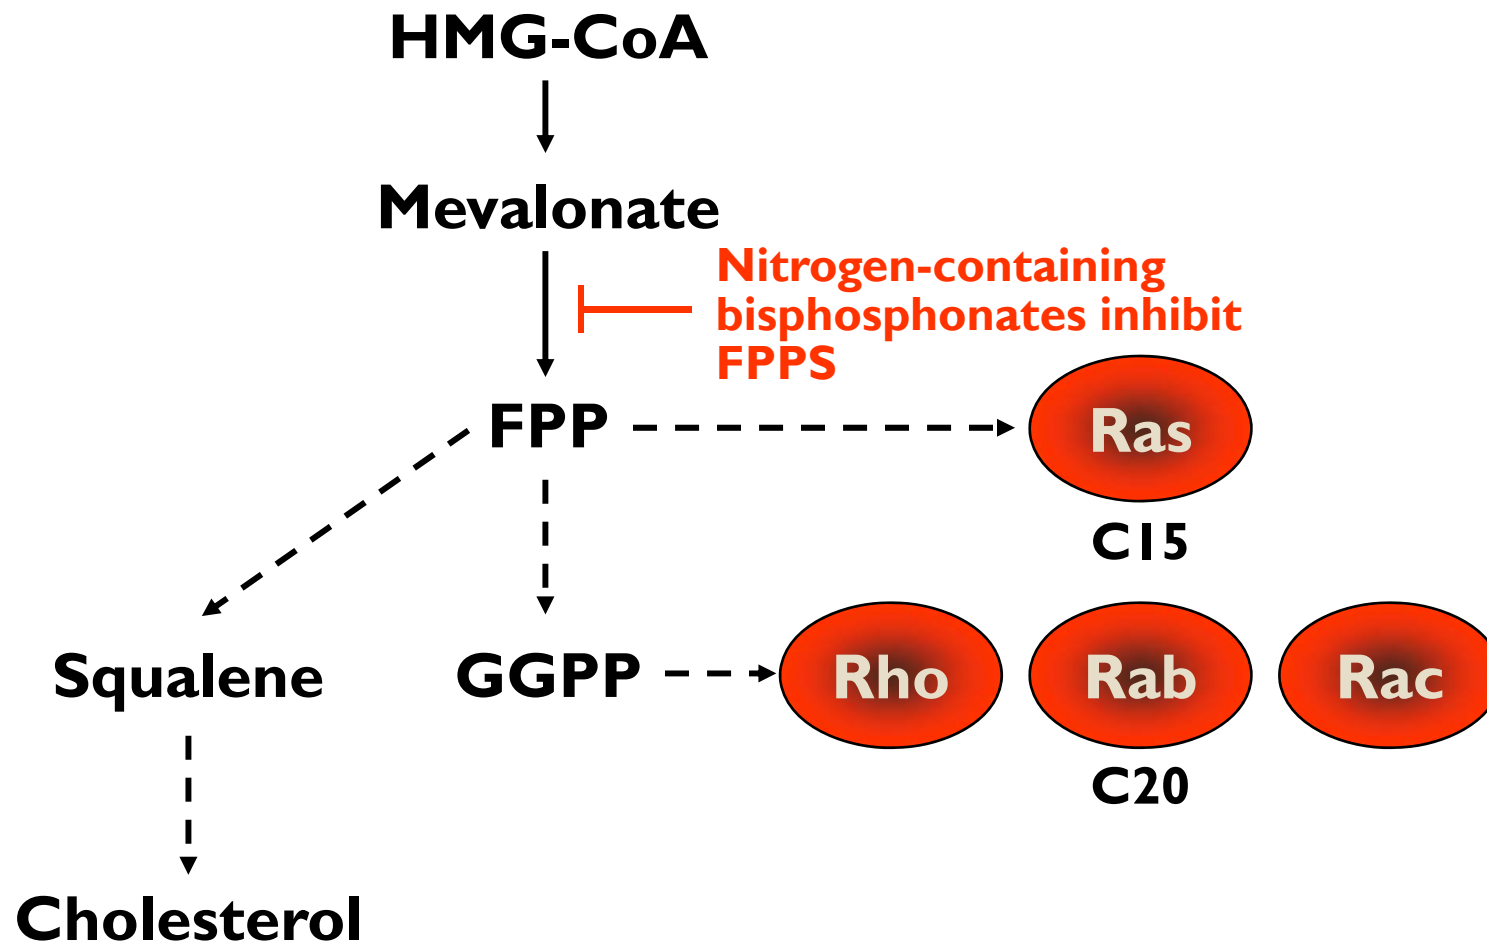 HMG-CoA
Mevalonate
Nitrogen-containing
bisphosphonates inhibit
FPPS
FPP
Ras
C15
Squalene
GGPP
Rho
Rab
Rac
C20
Cholesterol